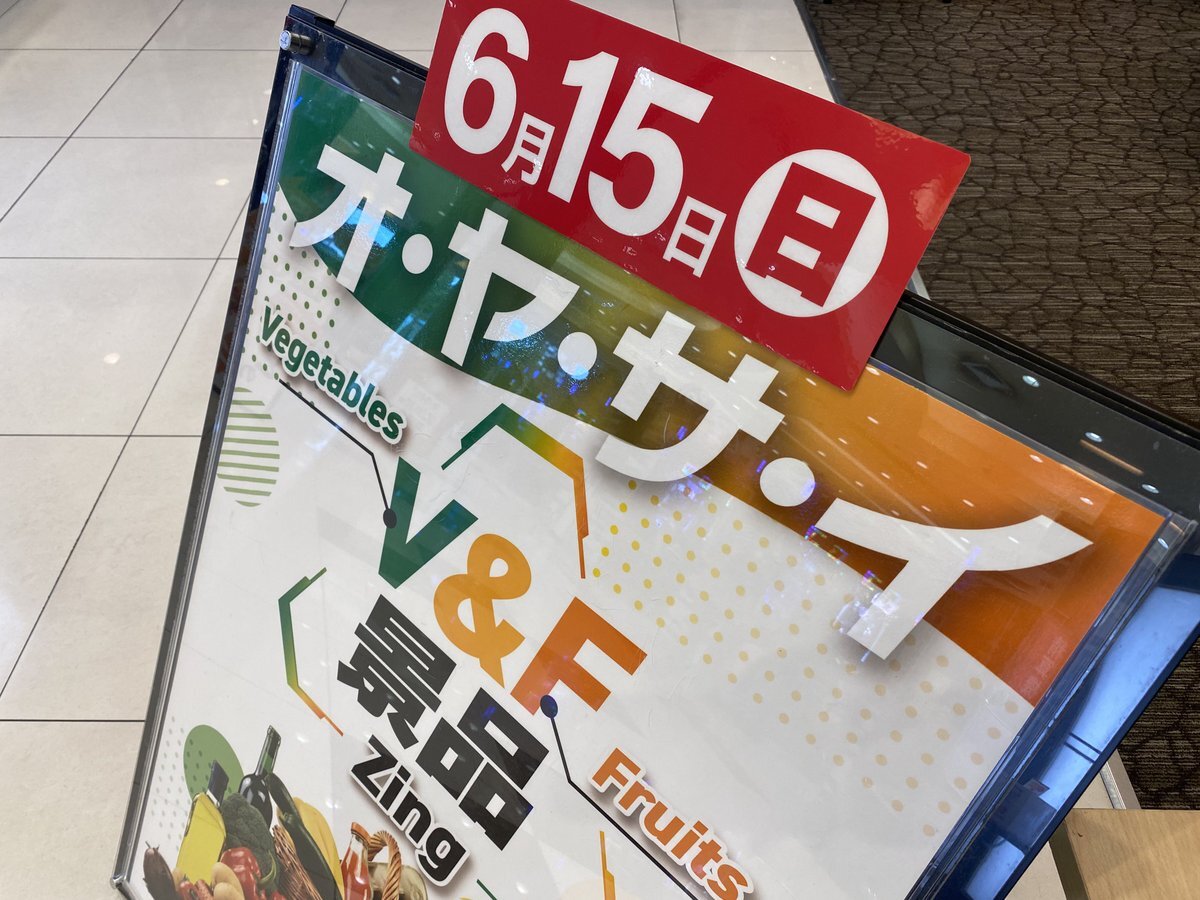 6月15日 日
オ・ヤ・サ・イ
Vegetables
V&F
景品
Zing
Fruits